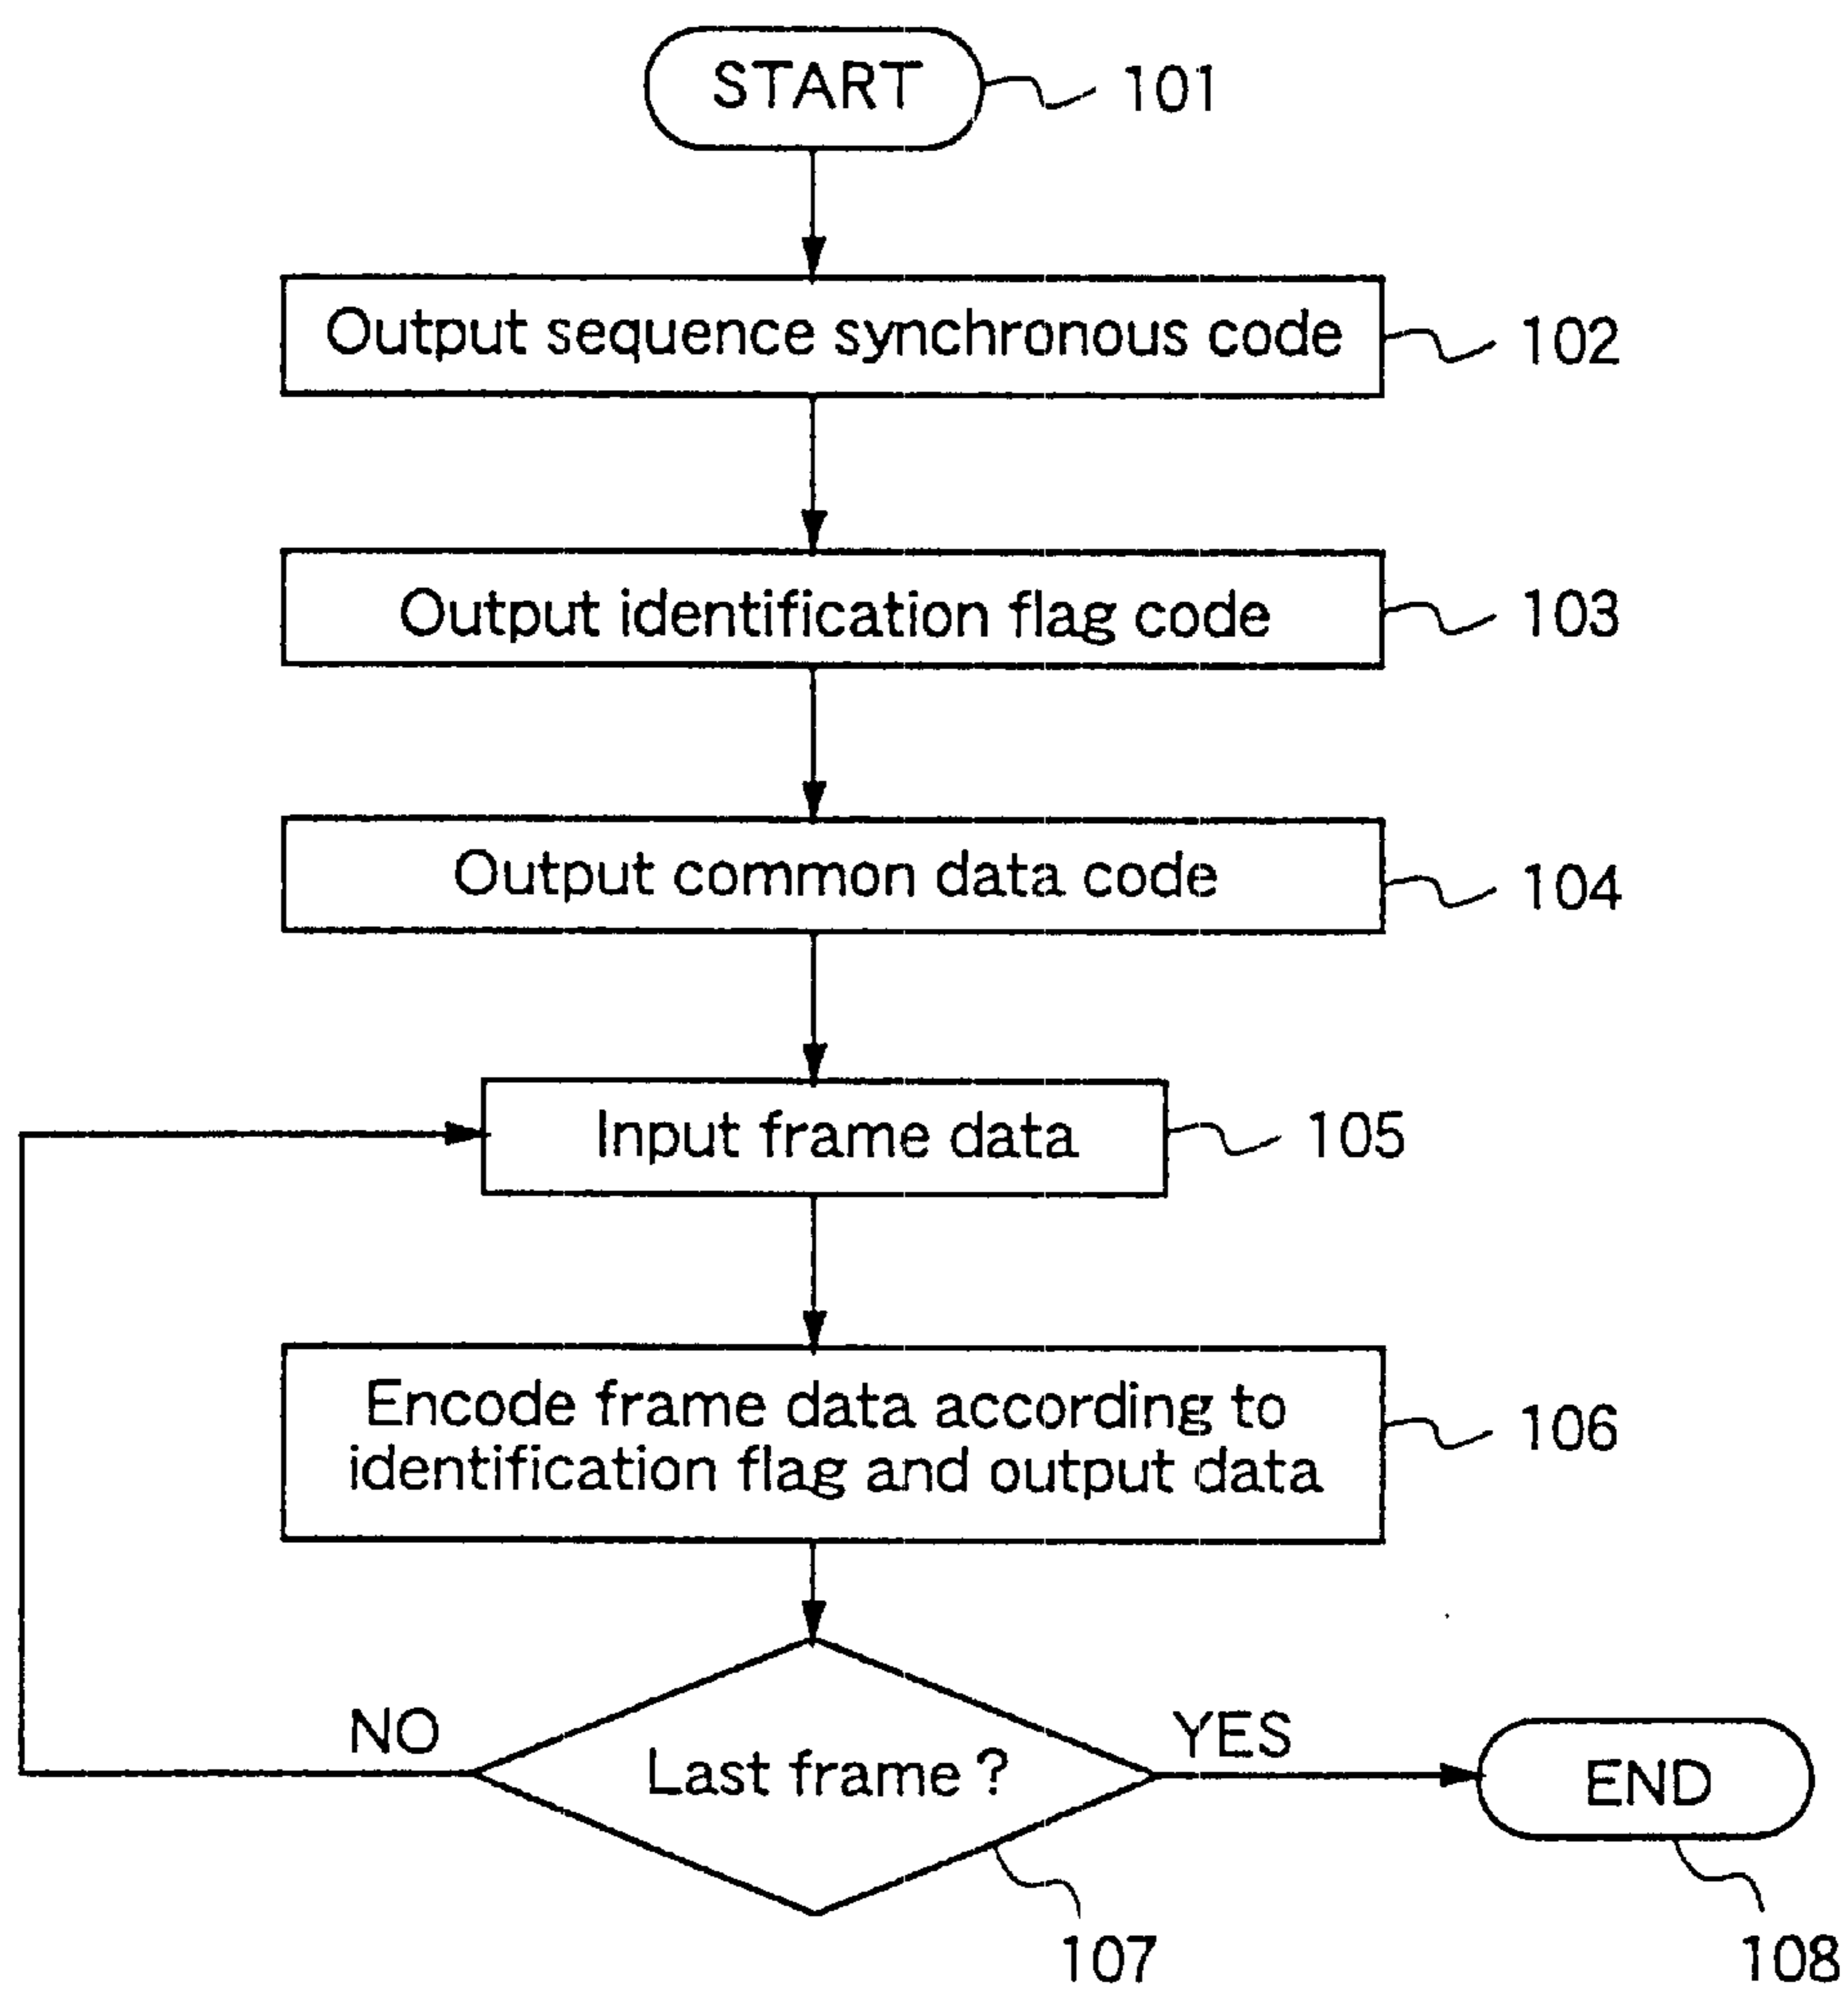 START
101
Output sequence synchronous code
102
Output identification flag code
103
Output common data code
104
Input frame data
105
Encode frame data according to
identification flag and output data
106
NO
Last frame ?
YES
END
107
108